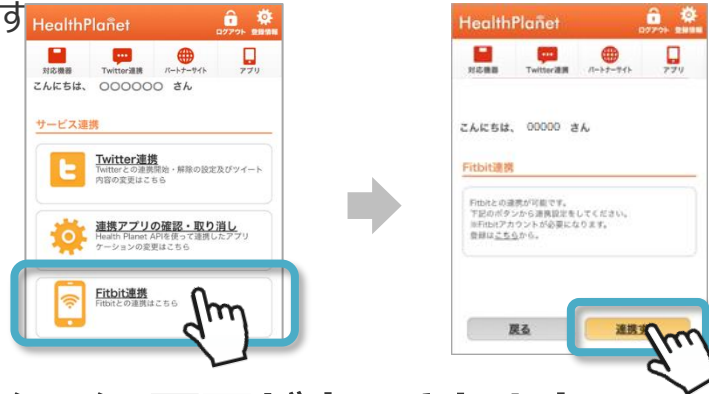 す
HealthPlanet
ログアウト 登録情報
対応機器 Twitter連携 パートナーサイト アプリ
こんにちは、 〇〇〇〇〇〇 さん
サービス連携
Twitter連携
Twitterとの連携開始・解除の設定及びツイート
内容の変更はこちら
連携アプリの確認・取り消し
Health Planet APIを使って連携したアプリ
ケーションの変更はこちら
Fitbit連携
Fitbitとの連携はこちら
HealthPlanet
ログアウト 登録情報
対応機器 Twitter連携 パートナーサイト アプリ
こんにちは、 00000 さん
Fitbit連携
Fitbitとの連携が可能です。
下記のボタンから連携設定をしてください。
※Fitbitアカウントが必要になります。
登録はこちらから。
戻る
連携す